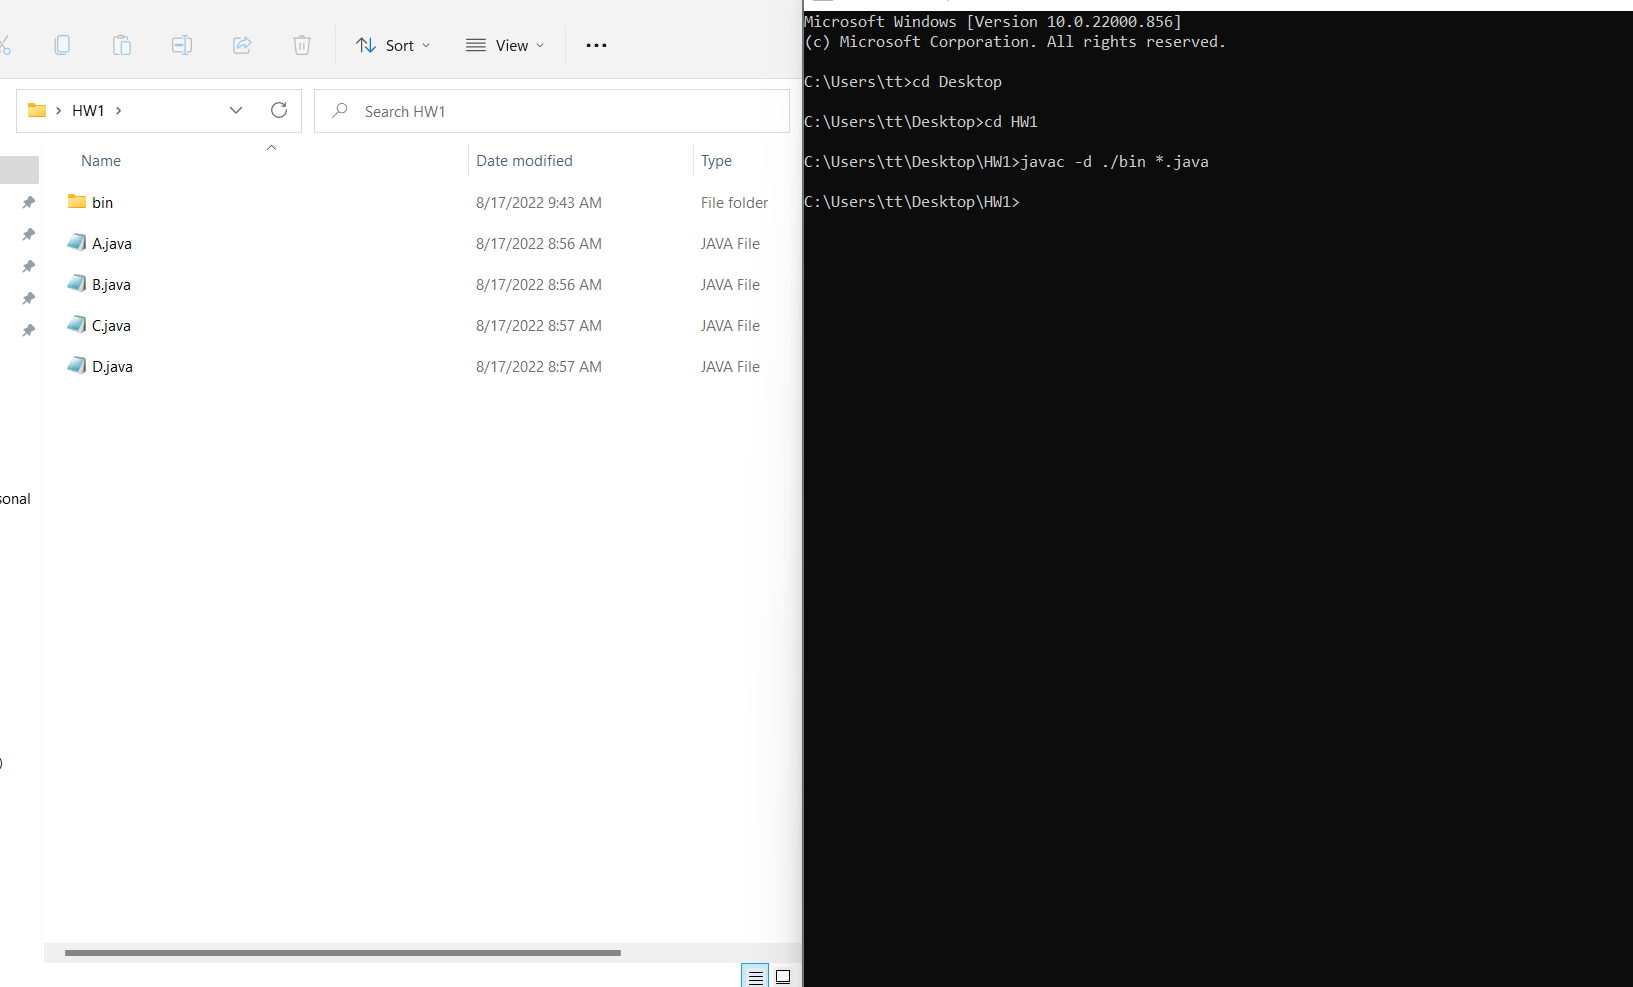 Sort
View
HW1
Search HW1
Name
Date modified
Type
bin
8/17/2022 9:43 AM
File folder
A.java
8/17/2022 8:56 AM
JAVA File
B.java
8/17/2022 8:56 AM
JAVA File
C.java
8/17/2022 8:57 AM
JAVA File
D.java
8/17/2022 8:57 AM
JAVA File
sonal
)
Microsoft Windows [Version 10.0.22000.856]
(c) Microsoft Corporation. All rights reserved.
C:\Users\tt>cd Desktop
C:\Users\tt\Desktop>cd HW1
C:\Users\tt\Desktop\HW1>javac -d ./bin *.java
C:\Users\tt\Desktop\HW1>